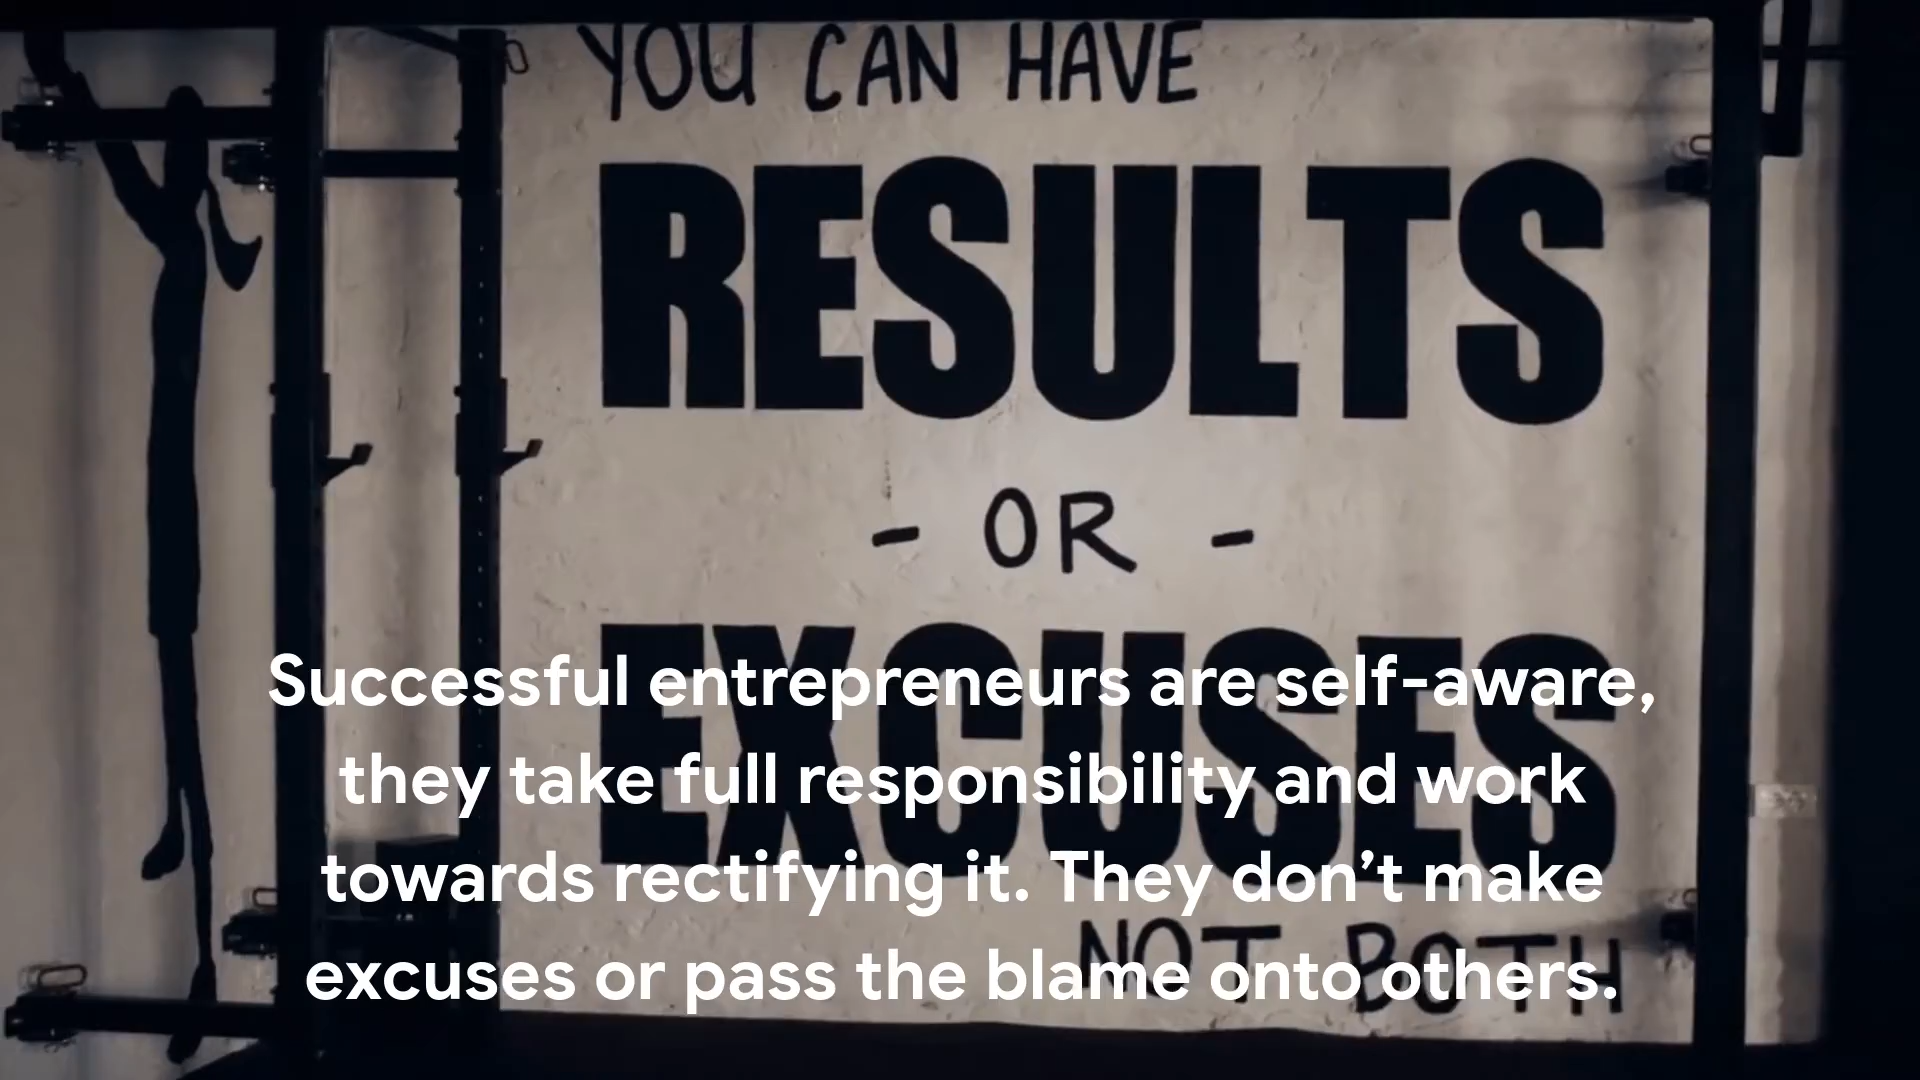 YOU CAN HAVE
RESULTS
- OR -
EXCUSES
NOT BOTH
Successful entrepreneurs are self-aware,
they take full responsibility and work
towards rectifying it. They don’t make
excuses or pass the blame onto others.